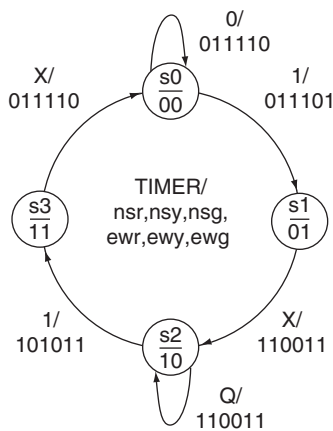 0/
011110
X/
011110
s0
00
1/
011101
TIMER/
nsr,nsy,nsg,
ewr,ewy,ewg
s3
11
s1
01
1/
101011
s2
10
X/
110011
Q/
110011